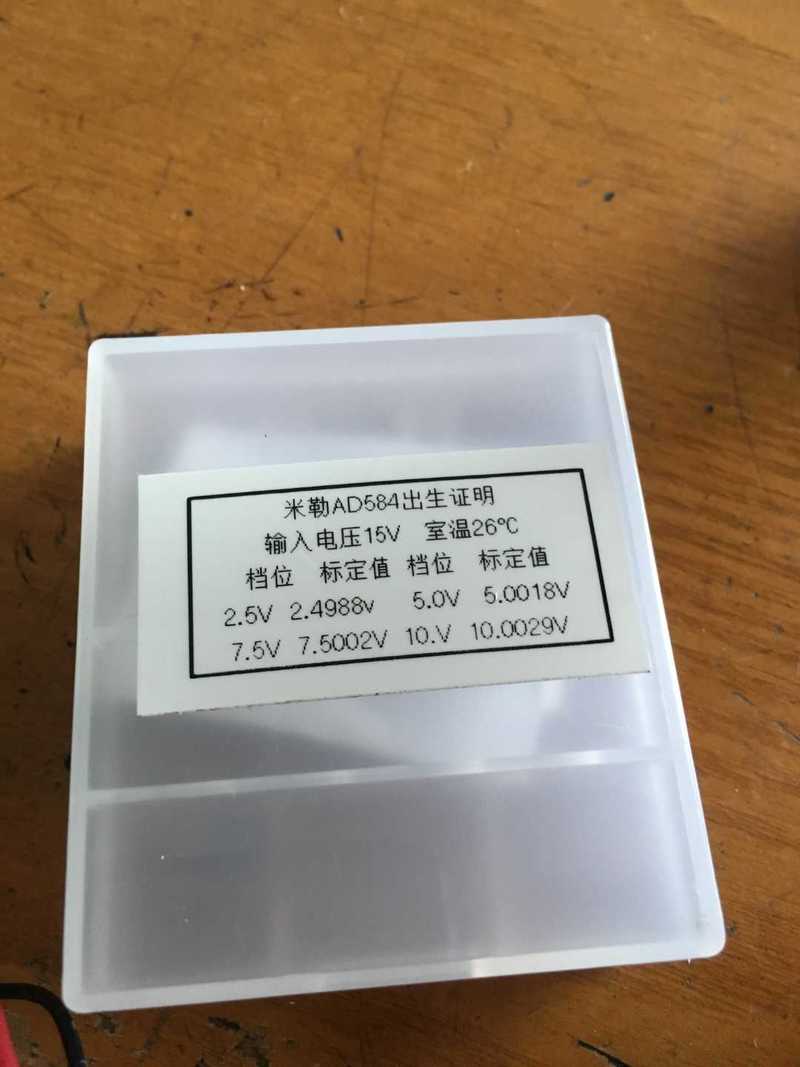 米勒AD584出生证明
输入电压15V 室温26℃
档位 标定值 档位 标定值
2.5V 2.4988v 5.0V 5.0018V
7.5V 7.5002V 10.V 10.0029V